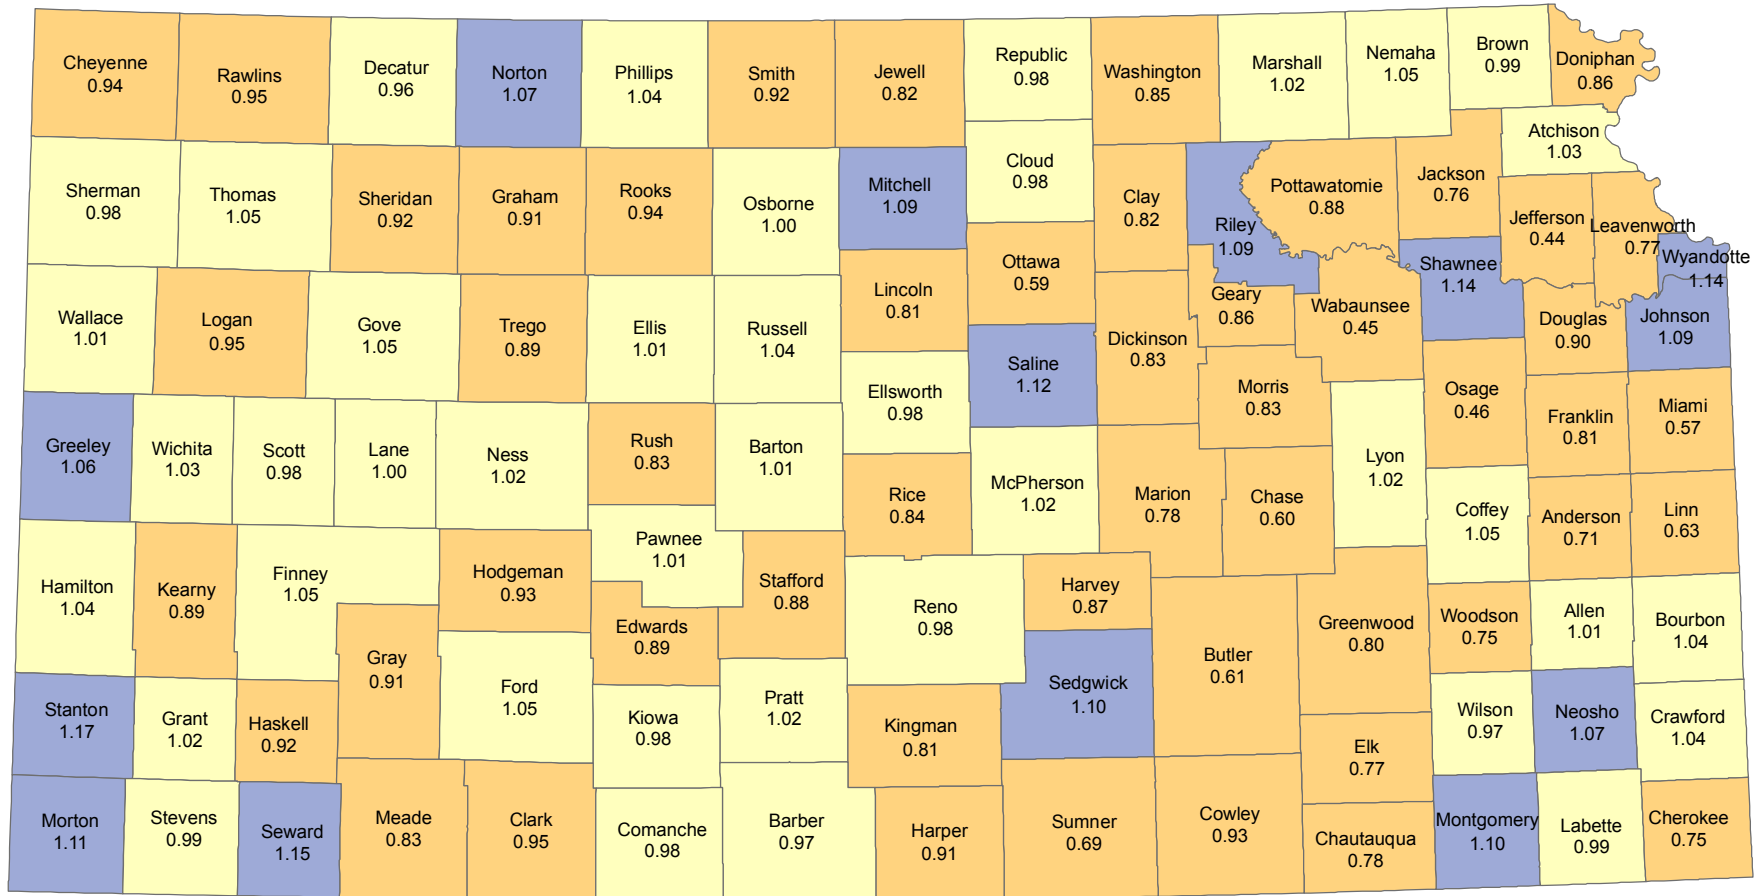 Cheyenne
0.94
Rawlins
0.95
Decatur
0.96
Norton
1.07
Phillips
1.04
Smith
0.92
Jewell
0.82
Republic
0.98
Washington
0.85
Marshall
1.02
Nemaha
1.05
Brown
0.99
Doniphan
0.86
Atchison
1.03
Sherman
0.98
Thomas
1.05
Sheridan
0.92
Graham
0.91
Rooks
0.94
Osborne
1.00
Mitchell
1.09
Cloud
0.98
Clay
0.82
Riley
1.09
Pottawatomie
0.88
Jackson
0.76
Jefferson
0.44
Leavenworth
0.77
Wyandotte
1.14
Wallace
1.01
Logan
0.95
Gove
1.05
Trego
0.89
Ellis
1.01
Russell
1.04
Lincoln
0.81
Ottawa
0.59
Saline
1.12
Dickinson
0.83
Geary
0.86
Wabaunsee
0.45
Shawnee
1.14
Douglas
0.90
Johnson
1.09
Ellsworth
0.98
Morris
0.83
Osage
0.46
Franklin
0.81
Miami
0.57
Greeley
1.06
Wichita
1.03
Scott
0.98
Lane
1.00
Ness
1.02
Rush
0.83
Barton
1.01
Rice
0.84
McPherson
1.02
Marion
0.78
Chase
0.60
Lyon
1.02
Coffey
1.05
Anderson
0.71
Linn
0.63
Hamilton
1.04
Kearny
0.89
Finney
1.05
Hodgeman
0.93
Pawnee
1.01
Stafford
0.88
Edwards
0.89
Reno
0.98
Harvey
0.87
Butler
0.61
Greenwood
0.80
Woodson
0.75
Allen
1.01
Bourbon
1.04
Gray
0.91
Ford
1.05
Stanton
1.17
Grant
1.02
Haskell
0.92
Kiowa
0.98
Pratt
1.02
Kingman
0.81
Sedgwick
1.10
Elk
0.77
Wilson
0.97
Neosho
1.07
Crawford
1.04
Morton
1.11
Stevens
0.99
Seward
1.15
Meade
0.83
Clark
0.95
Comanche
0.98
Barber
0.97
Harper
0.91
Sumner
0.69
Cowley
0.93
Chautauqua
0.78
Montgomery
1.10
Labette
0.99
Cherokee
0.75